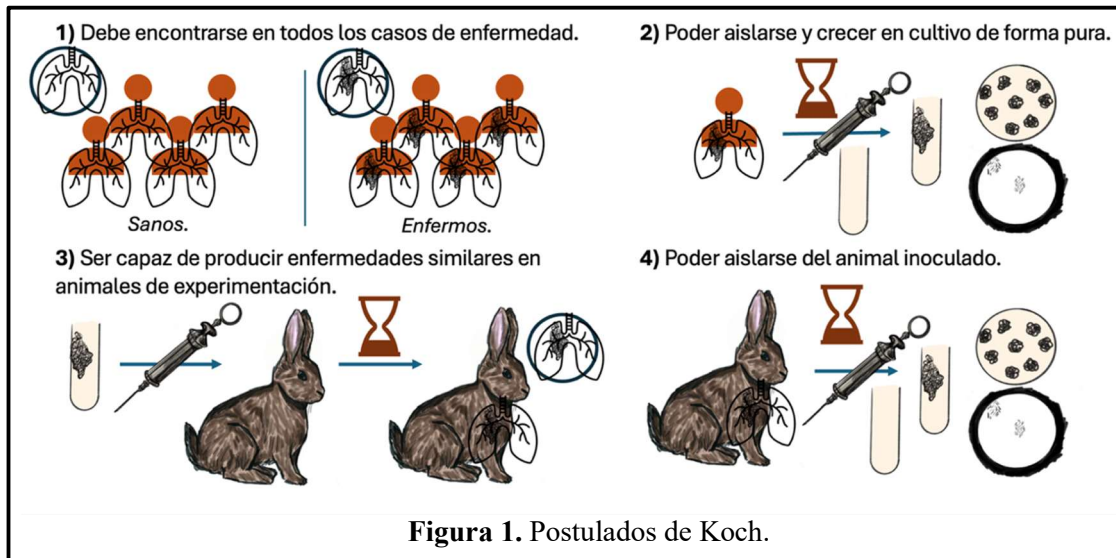 1) Debe encontrarse en todos los casos de enfermedad.
Sanos.
Enfermos.
2) Poder aislarse y crecer en cultivo de forma pura.
3) Ser capaz de producir enfermedades similares en
animales de experimentación.
4) Poder aislarse del animal inoculado.
Figura 1. Postulados de Koch.